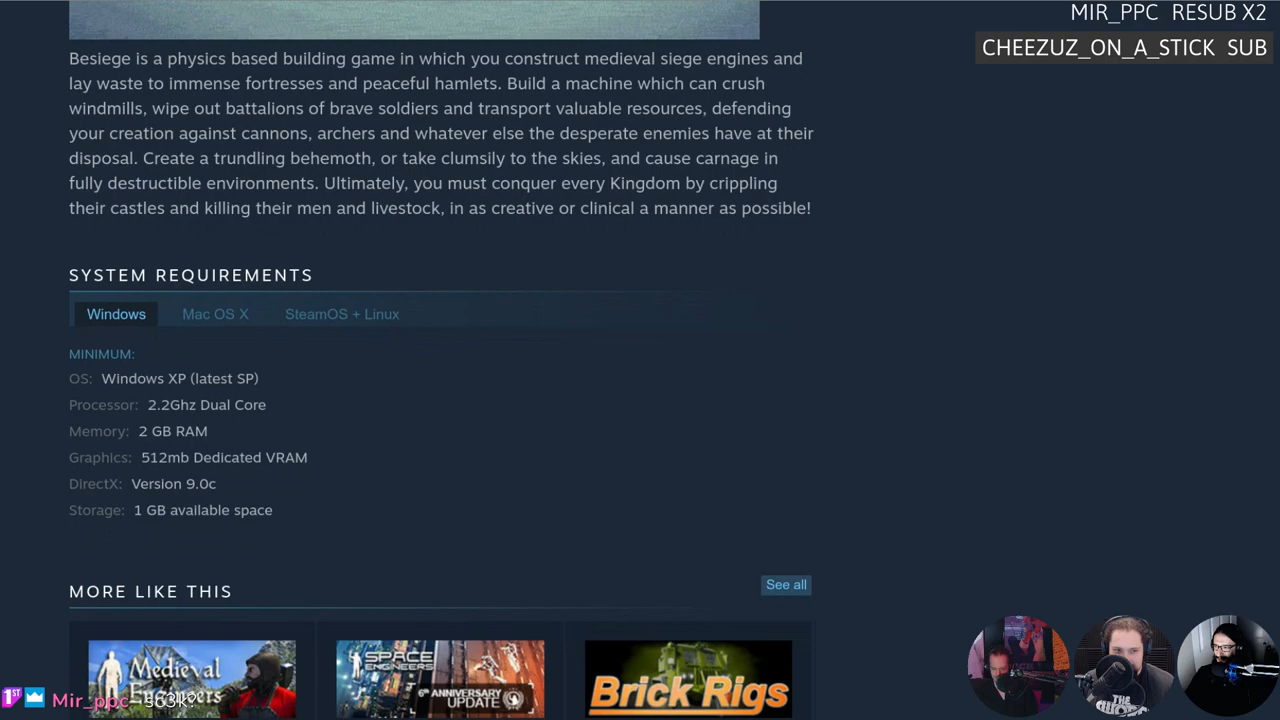 MIR_PPC RESUB X2
CHEEZUZ_ON_A_STICK SUB
Besiege is a physics based building game in which you construct medieval siege engines and
lay waste to immense fortresses and peaceful hamlets. Build a machine which can crush
windmills, wipe out battalions of brave soldiers and transport valuable resources, defending
your creation against cannons, archers and whatever else the desperate enemies have at their
disposal. Create a trundling behemoth, or take clumsily to the skies, and cause carnage in
fully destructible environments. Ultimately, you must conquer every Kingdom by crippling
their castles and killing their men and livestock, in as creative or clinical a manner as possible!
SYSTEM REQUIREMENTS
Windows Mac OS X SteamOS + Linux
MINIMUM:
OS: Windows XP (latest SP)
Processor: 2.2Ghz Dual Core
Memory: 2 GB RAM
Graphics: 512mb Dedicated VRAM
DirectX: Version 9.0c
Storage: 1 GB available space
MORE LIKE THIS
See all
Medieval
Engineers
SPACE
ENGINEERS
6TH ANNIVERSARY
UPDATE
Brick Rigs
1ST Mir_ppc
THE